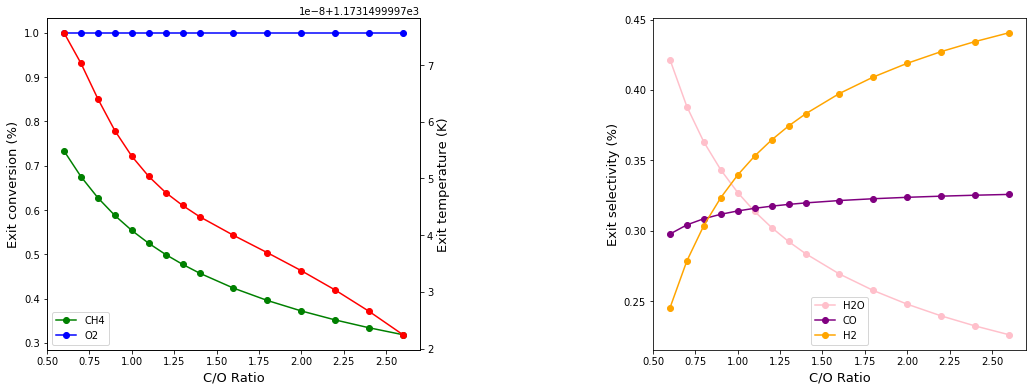 1e-8+1.1731499997e3
1.0
0.9
0.8
0.7
0.6
0.5
0.4
0.3
Exit conversion (%)
7
6
5
4
3
2
Exit temperature (K)
CH4
O2
0.50 0.75 1.00 1.25 1.50 1.75 2.00 2.25 2.50
C/O Ratio
0.45
0.40
0.35
0.30
0.25
Exit selectivity (%)
H2O
CO
H2
0.50 0.75 1.00 1.25 1.50 1.75 2.00 2.25 2.50
C/O Ratio